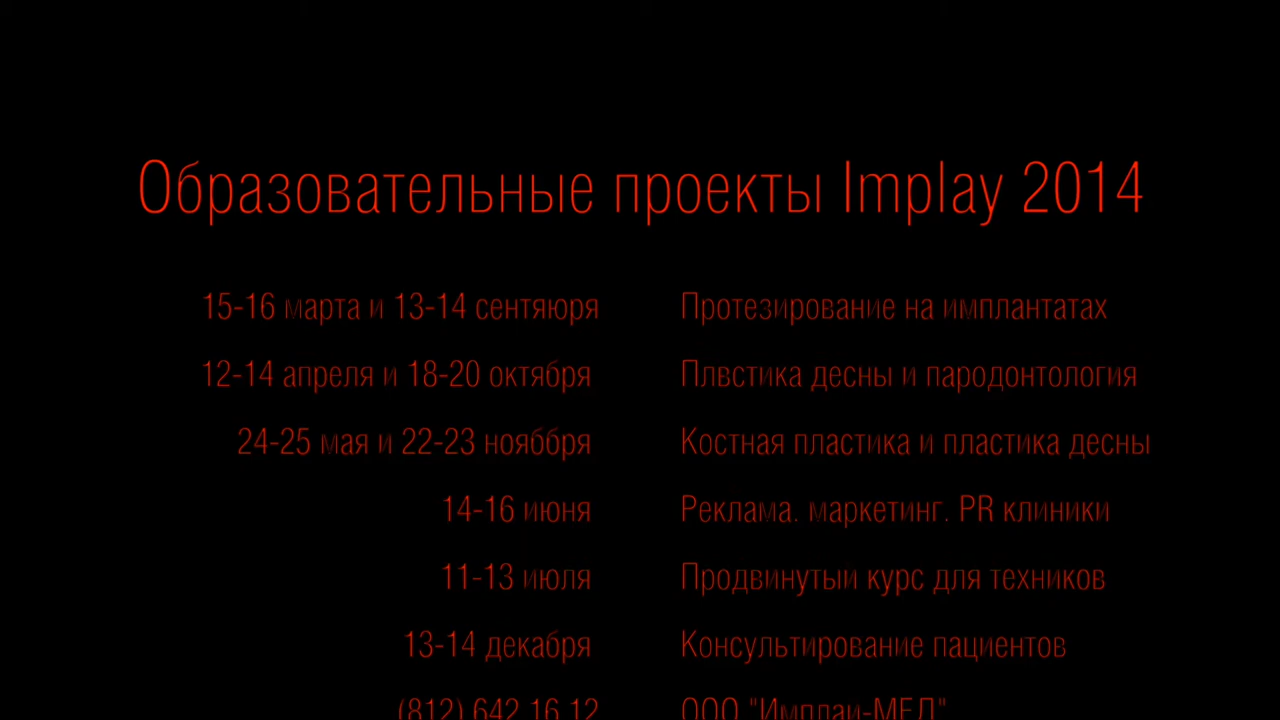 Образовательные проекты Implay 2014
15-16 марта и 13-14 сентяюря Протезирование на имплантатах
12-14 апреля и 18-20 октября Плвстика десны и пародонтология
24-25 мая и 22-23 нояббря Костная пластика и пластика десны
14-16 июня Реклама. маркетинг. PR клиники
11-13 июля Продвинутыи курс для техников
13-14 декабря Консультирование пациентов
(812) 642 16 12 ООО "Имплаи-МЕД"